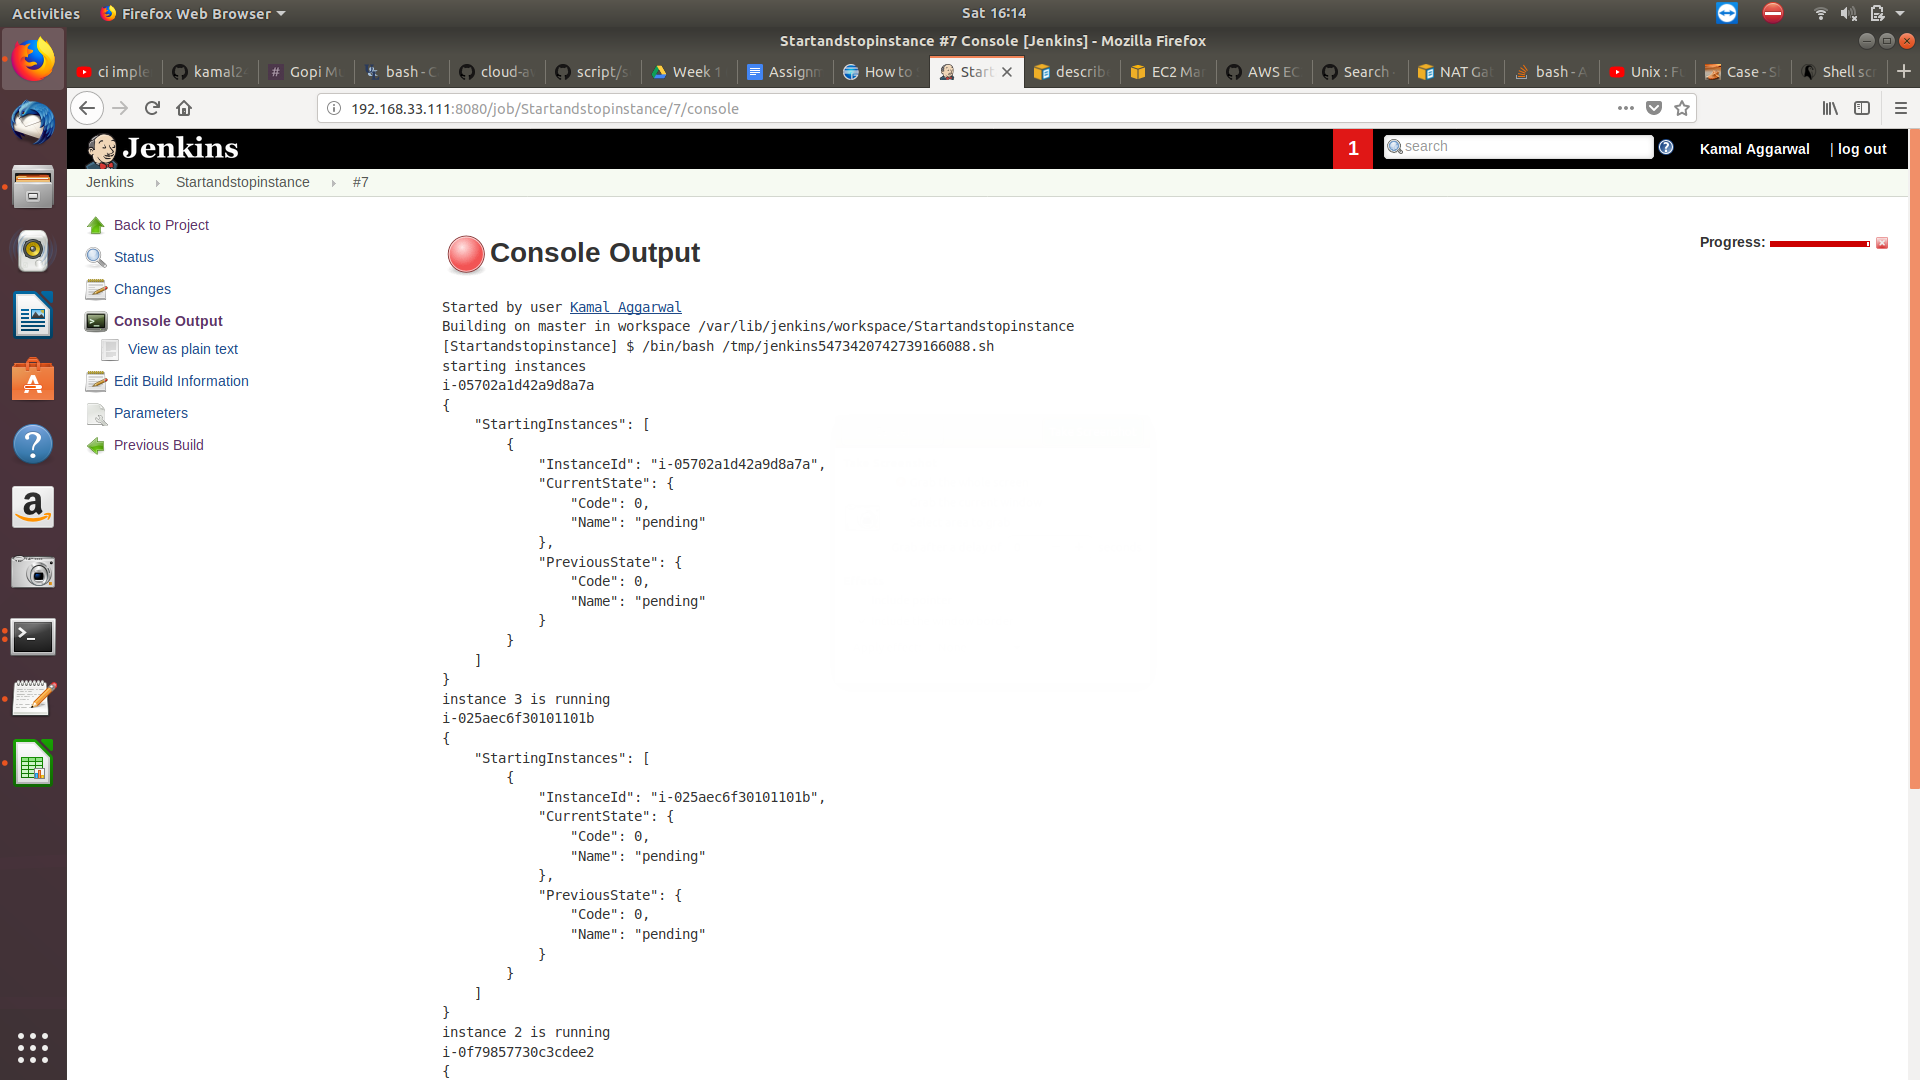 Activities
Firefox Web Browser
Sat 16:14
Startandstopinstance #7 Console [Jenkins] - Mozilla Firefox
ci imple
kamal2
Gopi M
bash - C
cloud-a
script/s
Week 1
Assignm
How to
Start
describ
EC2 Ma
AWS EC
Search
NAT Ga
bash - A
Unix : F
Case - S
Shell sc
192.168.33.111:8080/job/Startandstopinstance/7/console
Jenkins
1
search
Kamal Aggarwal
| log out
Jenkins
Startandstopinstance
#7
Back to Project
Status
Changes
Console Output
View as plain text
Edit Build Information
Parameters
Previous Build
Console Output
Progress:
Started by user Kamal Aggarwal
Building on master in workspace /var/lib/jenkins/workspace/Startandstopinstance
[Startandstopinstance] $ /bin/bash /tmp/jenkins5473420742739166088.sh
starting instances
i-05702a1d42a9d8a7a
{
    "StartingInstances": [
        {
            "InstanceId": "i-05702a1d42a9d8a7a",
            "CurrentState": {
                "Code": 0,
                "Name": "pending"
            },
            "PreviousState": {
                "Code": 0,
                "Name": "pending"
            }
        }
    ]
}
instance 3 is running
i-025aec6f30101101b
{
    "StartingInstances": [
        {
            "InstanceId": "i-025aec6f30101101b",
            "CurrentState": {
                "Code": 0,
                "Name": "pending"
            },
            "PreviousState": {
                "Code": 0,
                "Name": "pending"
            }
        }
    ]
}
instance 2 is running
i-0f79857730c3cdee2
{